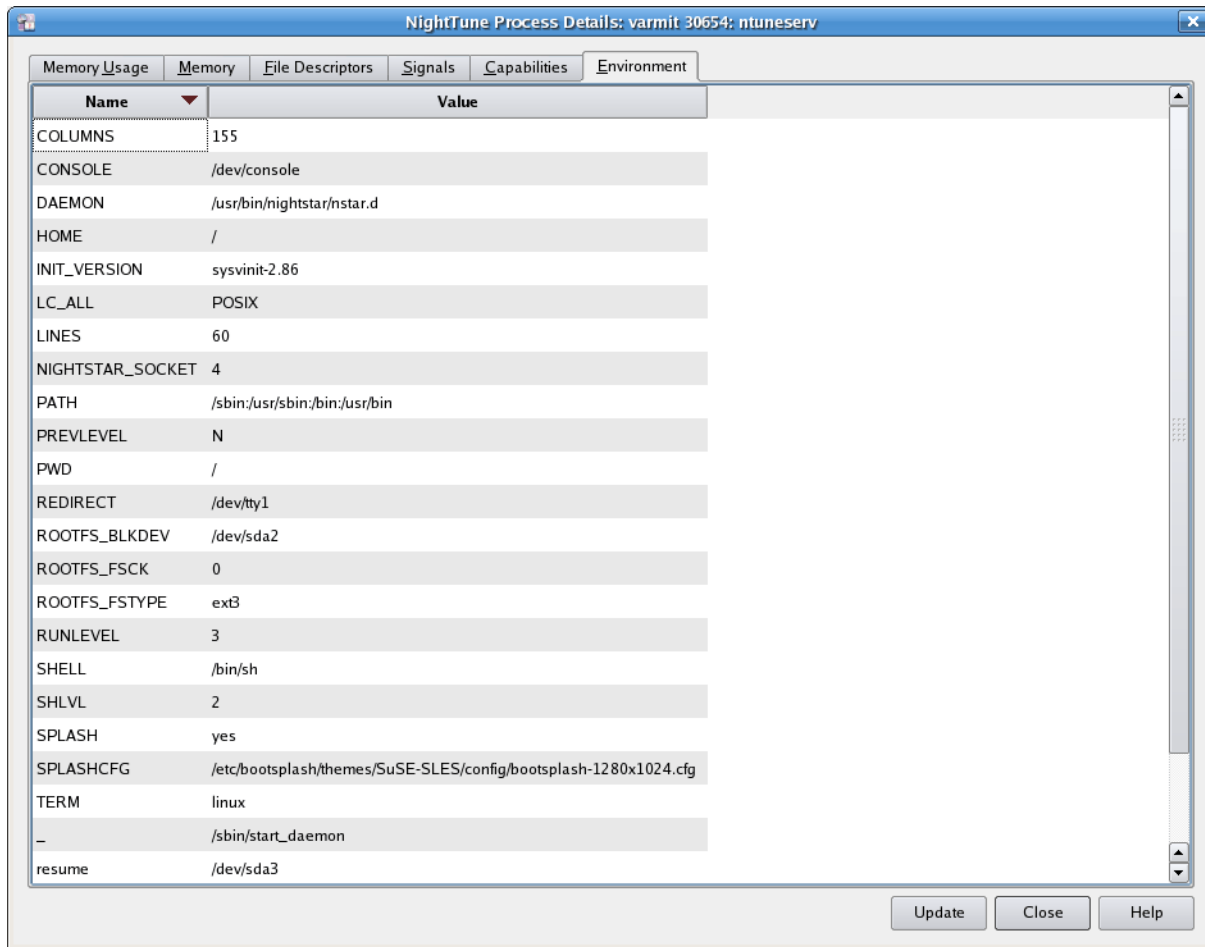 NightTune Process Details: varmit 30654: ntuneserv
Memory Usage Memory File Descriptors Signals Capabilities Environment
Name Value
COLUMNS 155
CONSOLE /dev/console
DAEMON /usr/bin/nightstar/nstar.d
HOME /
INIT_VERSION sysvinit-2.86
LC_ALL POSIX
LINES 60
NIGHTSTAR_SOCKET 4
PATH /sbin:/usr/sbin:/bin:/usr/bin
PREVLEVEL N
PWD /
REDIRECT /dev/tty1
ROOTFS_BLKDEV /dev/sda2
ROOTFS_FSCK 0
ROOTFS_FSTYPE ext3
RUNLEVEL 3
SHELL /bin/sh
SHLVL 2
SPLASH yes
SPLASHCFG /etc/bootsplash/themes/SuSE-SLES/config/bootsplash-1280x1024.cfg
TERM linux
_ /sbin/start_daemon
resume /dev/sda3
Update Close Help